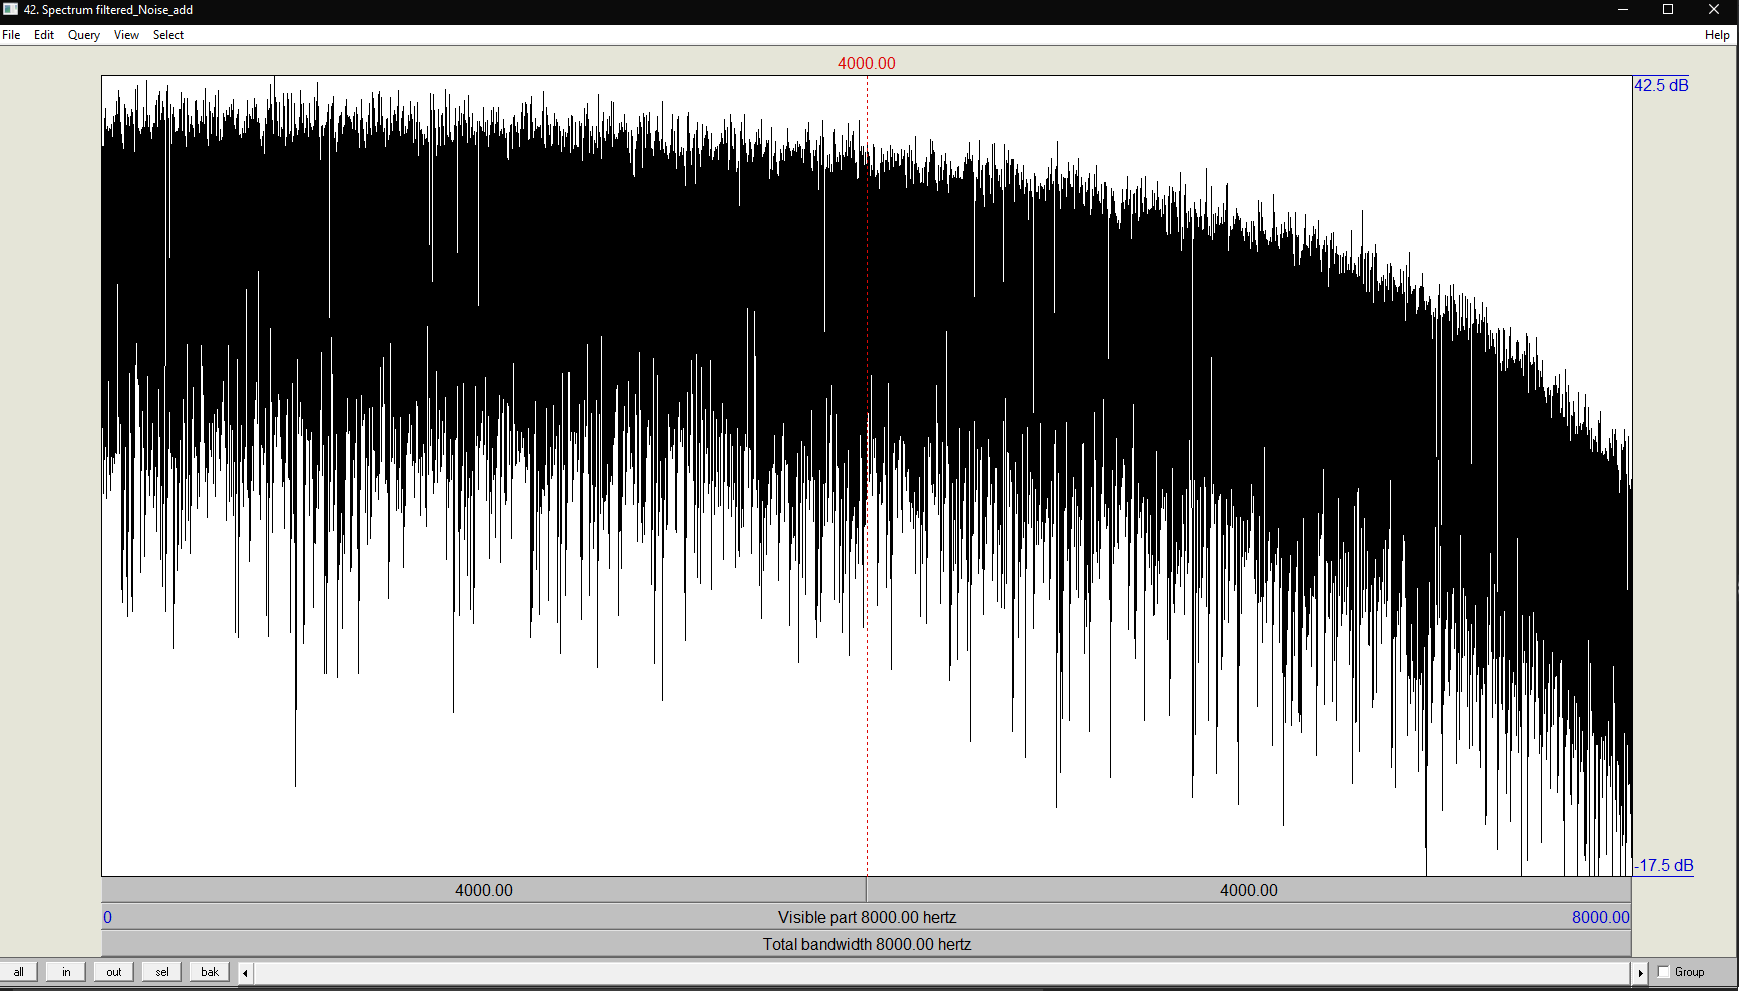 42. Spectrum filtered_Noise_add
File Edit Query View Select Help
4000.00
42.5 dB
-17.5 dB
4000.00 4000.00
0 Visible part 8000.00 hertz 8000.00
Total bandwidth 8000.00 hertz
all in out sel bak Group